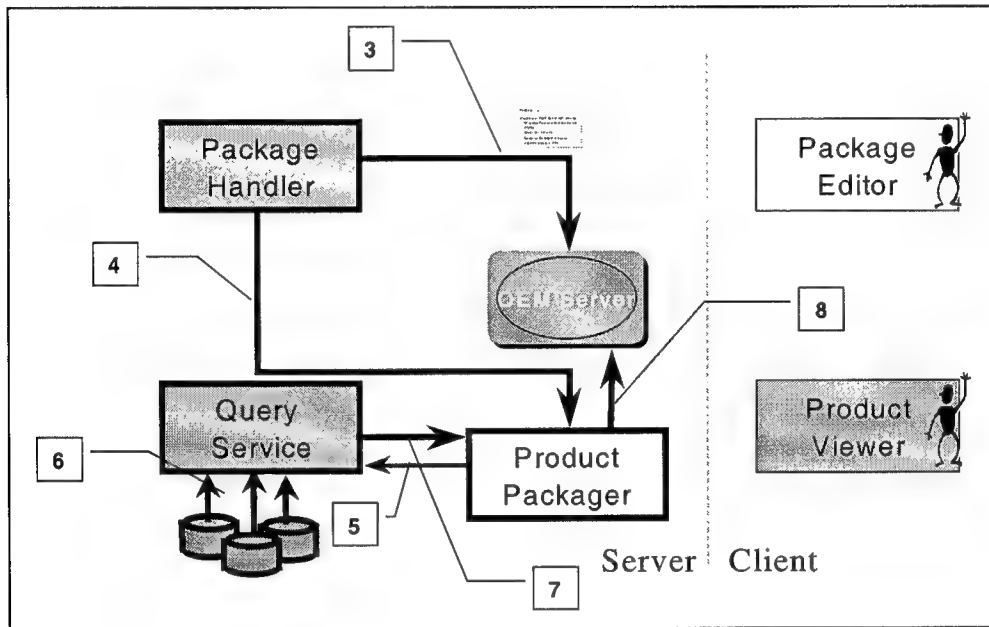 3
Package
Handler
Package
Editor
4
OEM Server
8
Query
Service
Product
Viewer
6
Product
Packager
5
Server
Client
7